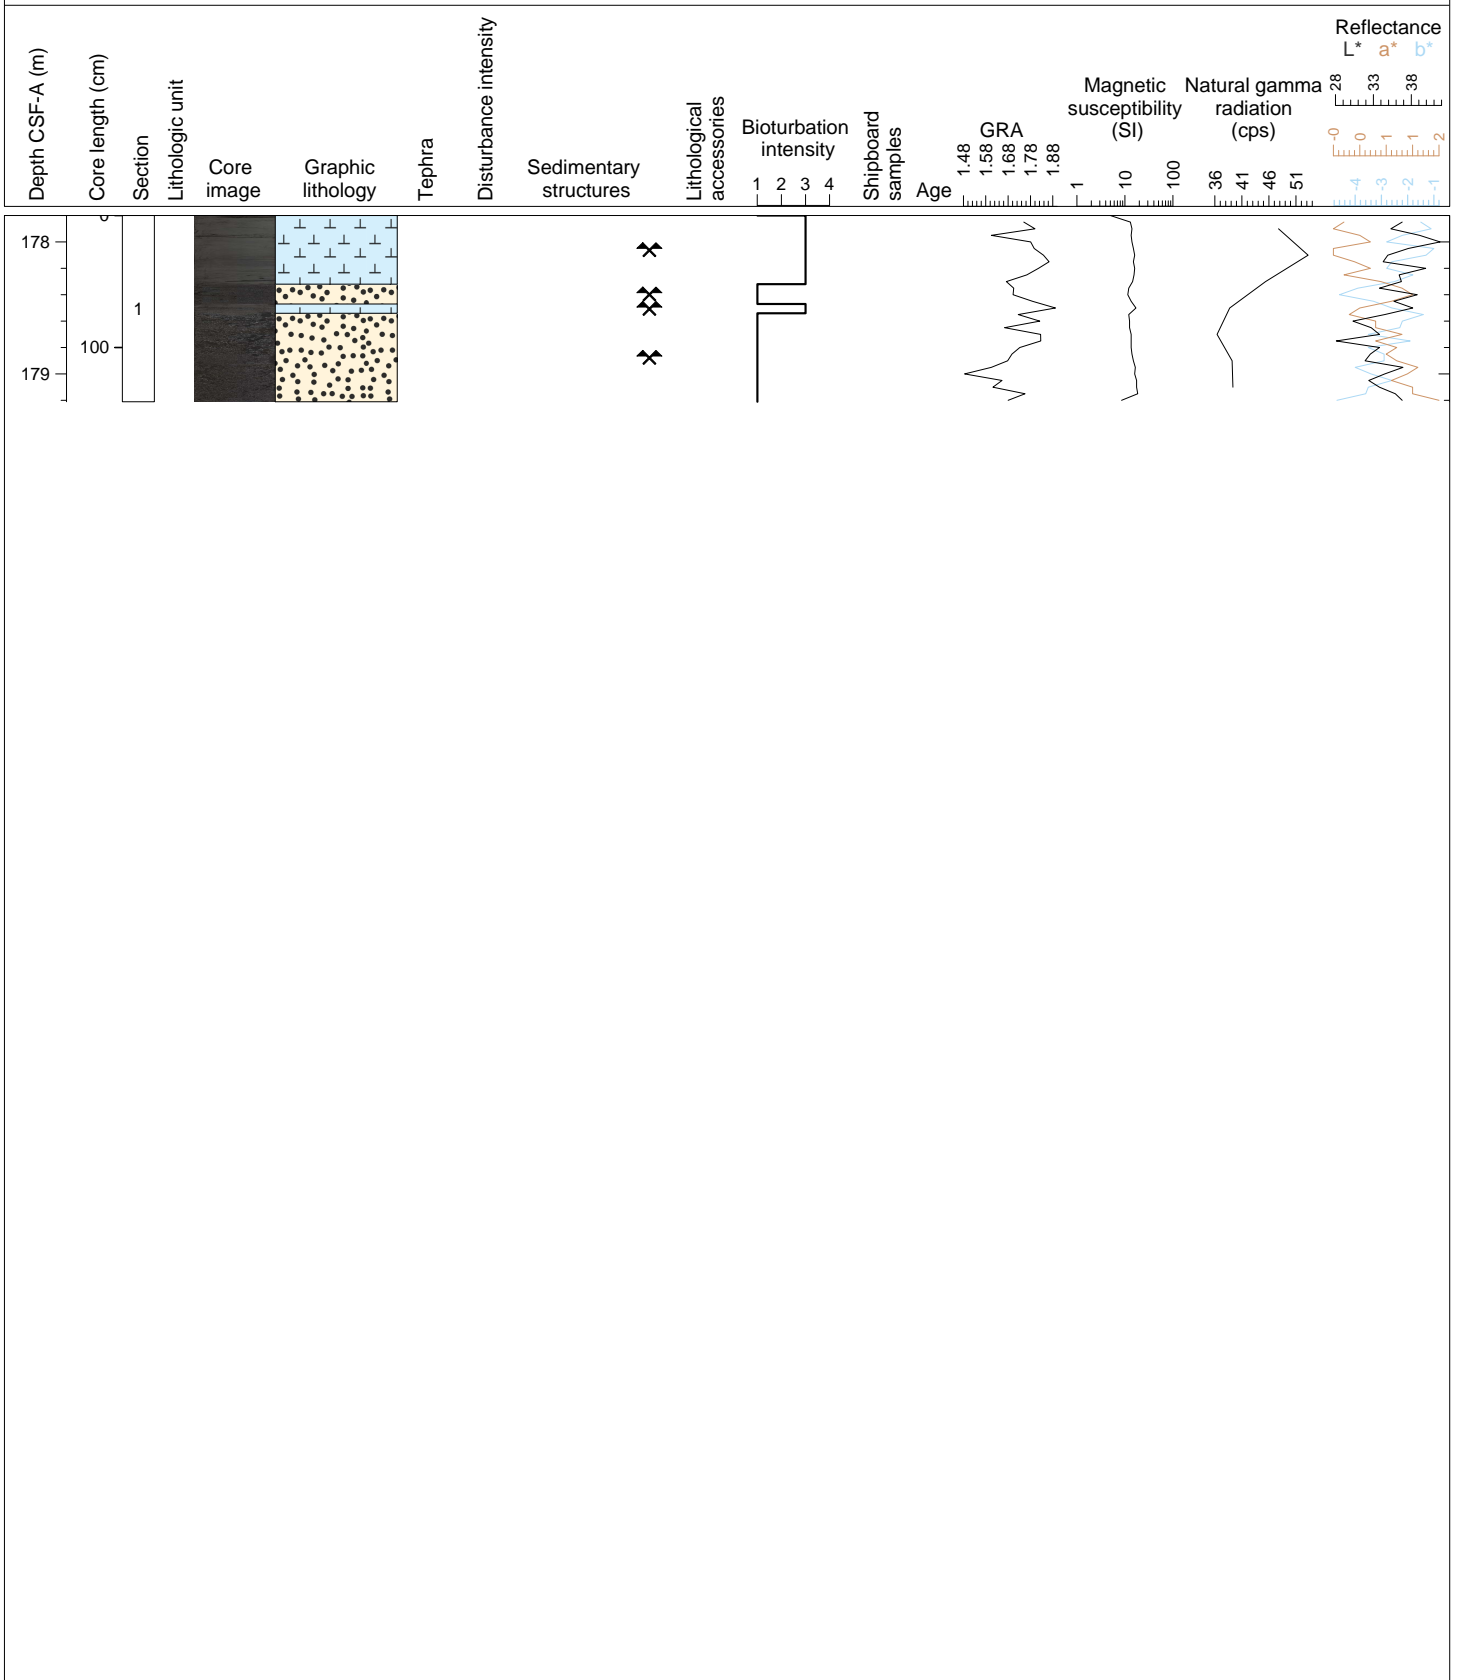 Depth CSF-A (m)
Core length (cm)
Section
Lithologic unit
Core
image
Graphic
lithology
Tephra
Disturbance intensity
Sedimentary
structures
Lithological
accessories
Bioturbation
intensity
1 2 3 4
Shipboard
samples
Age
GRA
1.48 1.58 1.68 1.78 1.88
Magnetic
susceptibility
(SI)
1 10 100
Natural gamma
radiation
(cps)
36 41 46 51
Reflectance
L* a* b*
28 33 38
-0 0 1 1 2
-4 -3 -2 -1
0
178
1
100
179